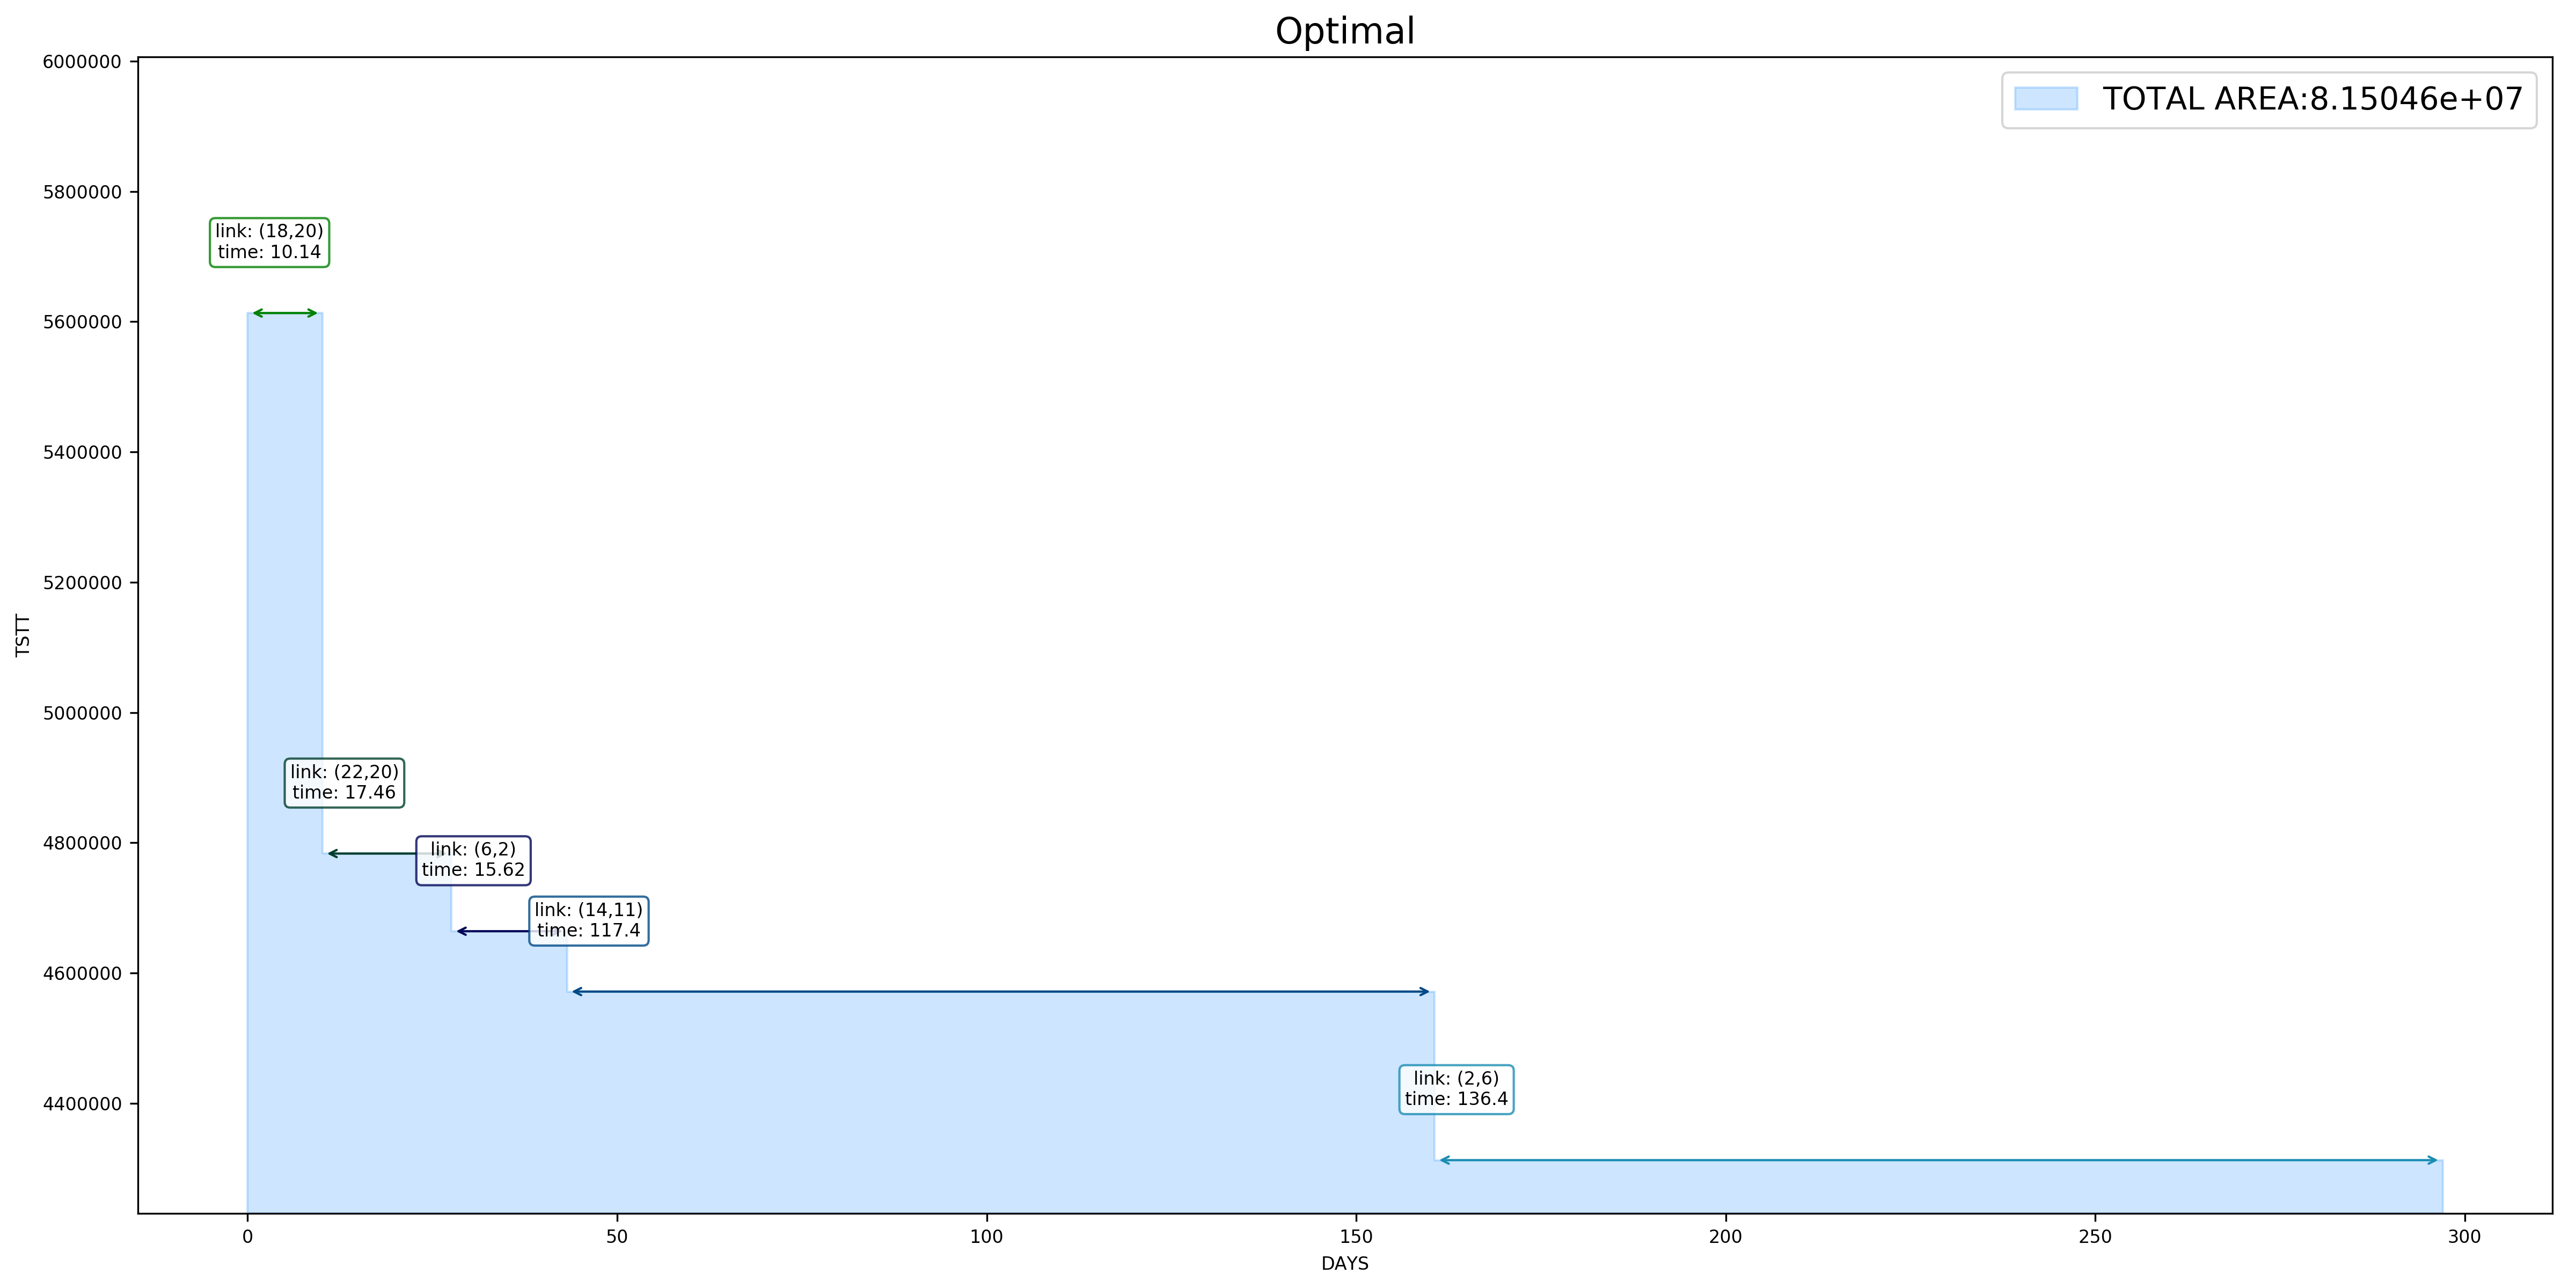 Optimal
TOTAL AREA:8.15046e+07
TSTT
6000000
5800000
5600000
5400000
5200000
5000000
4800000
4600000
4400000
link: (18,20)
time: 10.14
link: (22,20)
time: 17.46
link: (6,2)
time: 15.62
link: (14,11)
time: 117.4
link: (2,6)
time: 136.4
0 50 100 150 200 250 300
DAYS